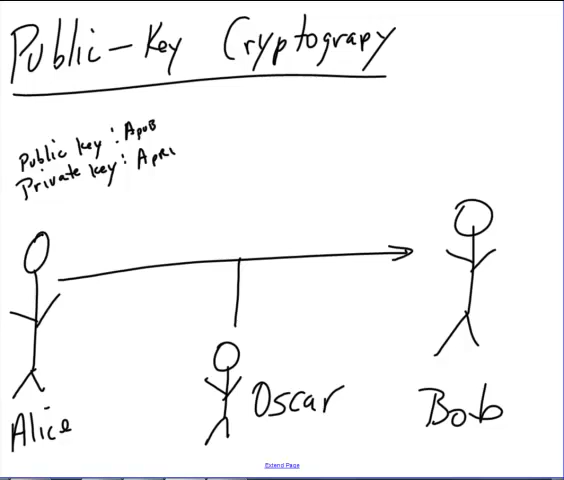 Public-Key Cryptograpy
Public key: APUB
Private key: APRI
Oscar
Bob
Alice
Extend Page